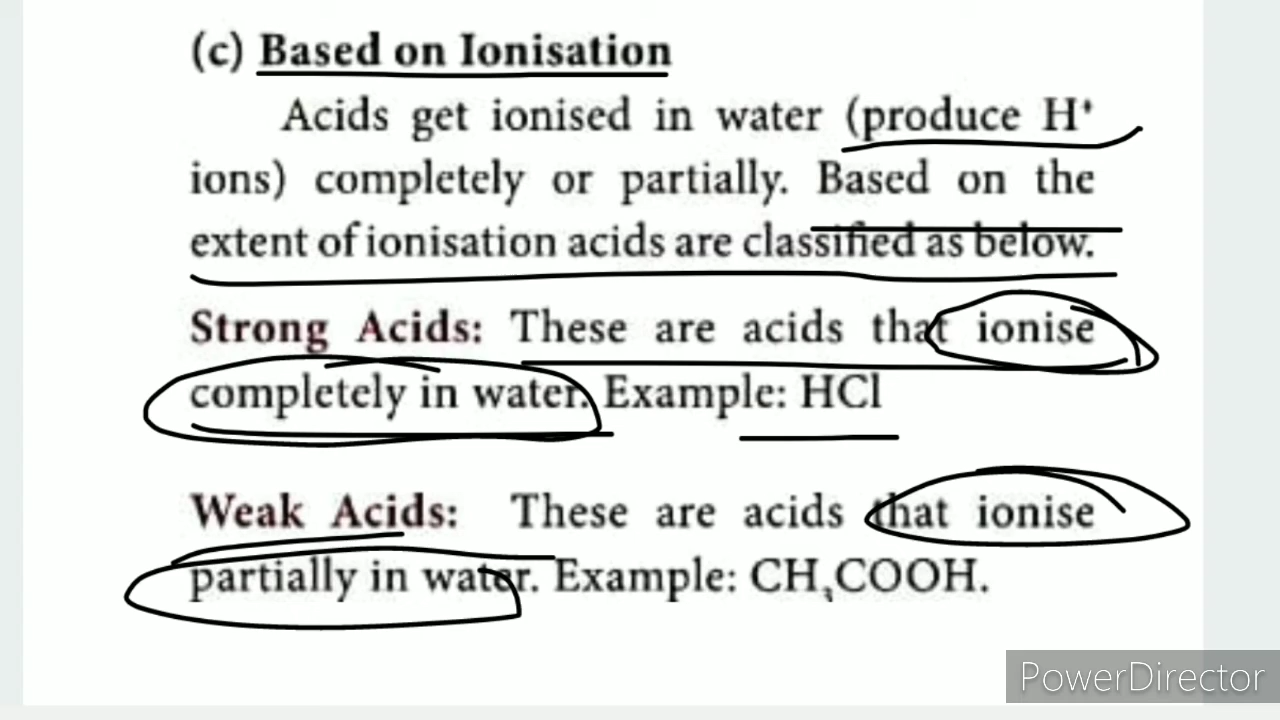 (c) Based on Ionisation
Acids get ionised in water (produce H⁺
ions) completely or partially. Based on the
extent of ionisation acids are classified as below.
Strong Acids: These are acids that ionise
completely in water. Example: HCl
Weak Acids: These are acids that ionise
partially in water. Example: CH₃COOH.
PowerDirector